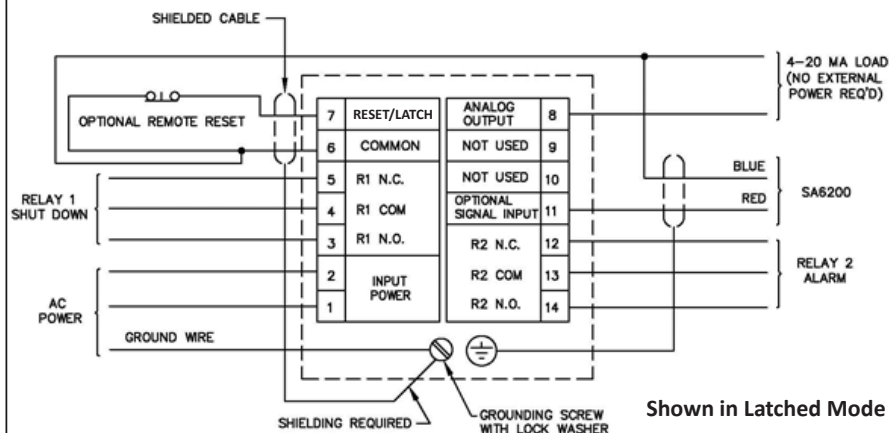 SHIELDED CABLE
4-20 MA LOAD
(NO EXTERNAL
POWER REQ'D)
OPTIONAL REMOTE RESET
7 RESET/LATCH
6 COMMON
5 R1 N.C.
4 R1 COM
3 R1 N.O.
2
INPUT
POWER
1
ANALOG
OUTPUT 8
NOT USED 9
NOT USED 10
OPTIONAL
SIGNAL INPUT 11
R2 N.C. 12
R2 COM 13
R2 N.O. 14
BLUE
RED
SA6200
RELAY 1
SHUT DOWN
RELAY 2
ALARM
AC
POWER
GROUND WIRE
SHIELDING REQUIRED
GROUNDING SCREW
WITH LOCK WASHER
Shown in Latched Mode